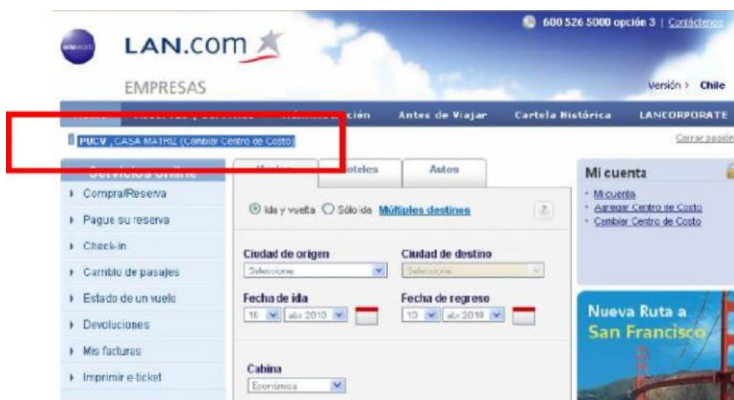 600 526 5000 opción 3 | Contáctenos
LAN.com
EMPRESAS
Versión › Chile
Antes de Viajar Cartela Histórica LANCORPORATE
PUCV , CASA MATRIZ (Cambiar Centro de Costo)
Cerrar sesión
Servicios Online
Hoteles Autos
Mi cuenta
Compra/Reserva
Pague su reserva
Check-in
Cambio de pasajes
Estado de un vuelo
Devoluciones
Mis facturas
Imprimir e-ticket
Ida y vuelta Sólo ida Múltiples destinos
?
Ciudad de origen Ciudad de destino
Seleccione Seleccione
Fecha de ida Fecha de regreso
abr 2010 abr 2010
Cabina
Económica
Mi cuenta
Agregar Centro de Costo
Cambiar Centro de Costo
Nueva Ruta a
San Francisco